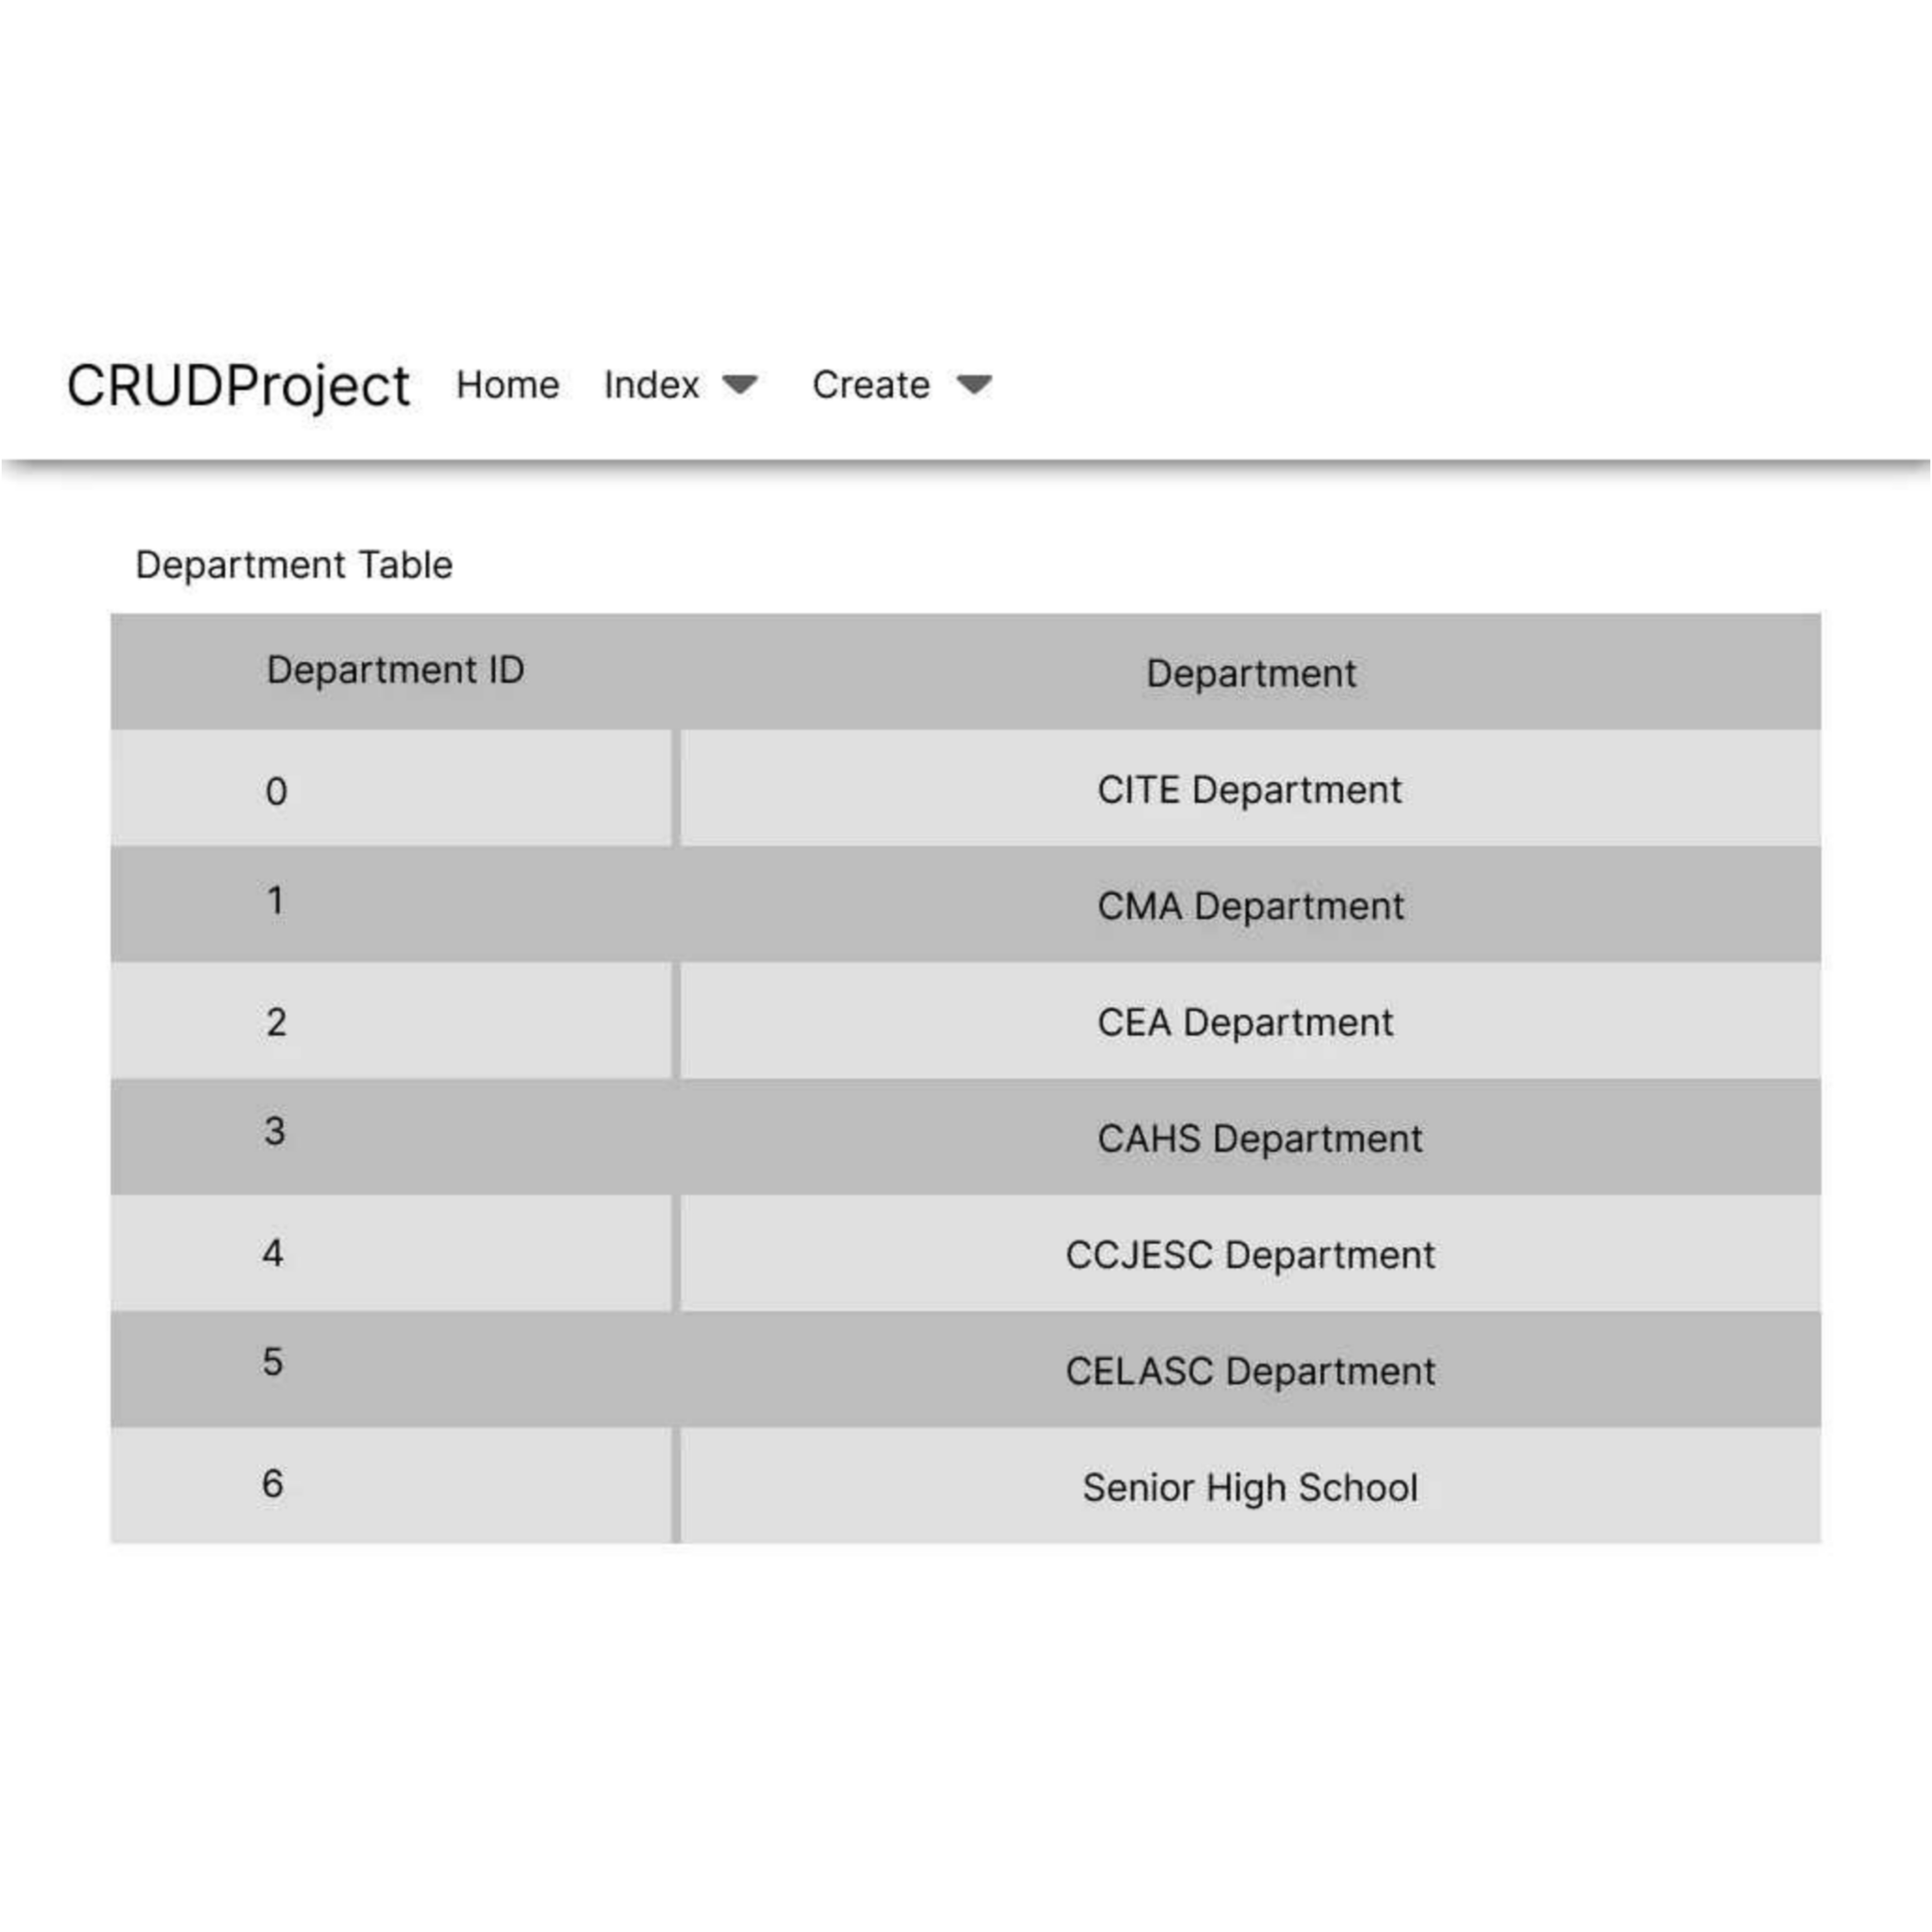 CRUDProject Home Index Create
Department Table
Department ID Department
0 CITE Department
1 CMA Department
2 CEA Department
3 CAHS Department
4 CCJESC Department
5 CELASC Department
6 Senior High School